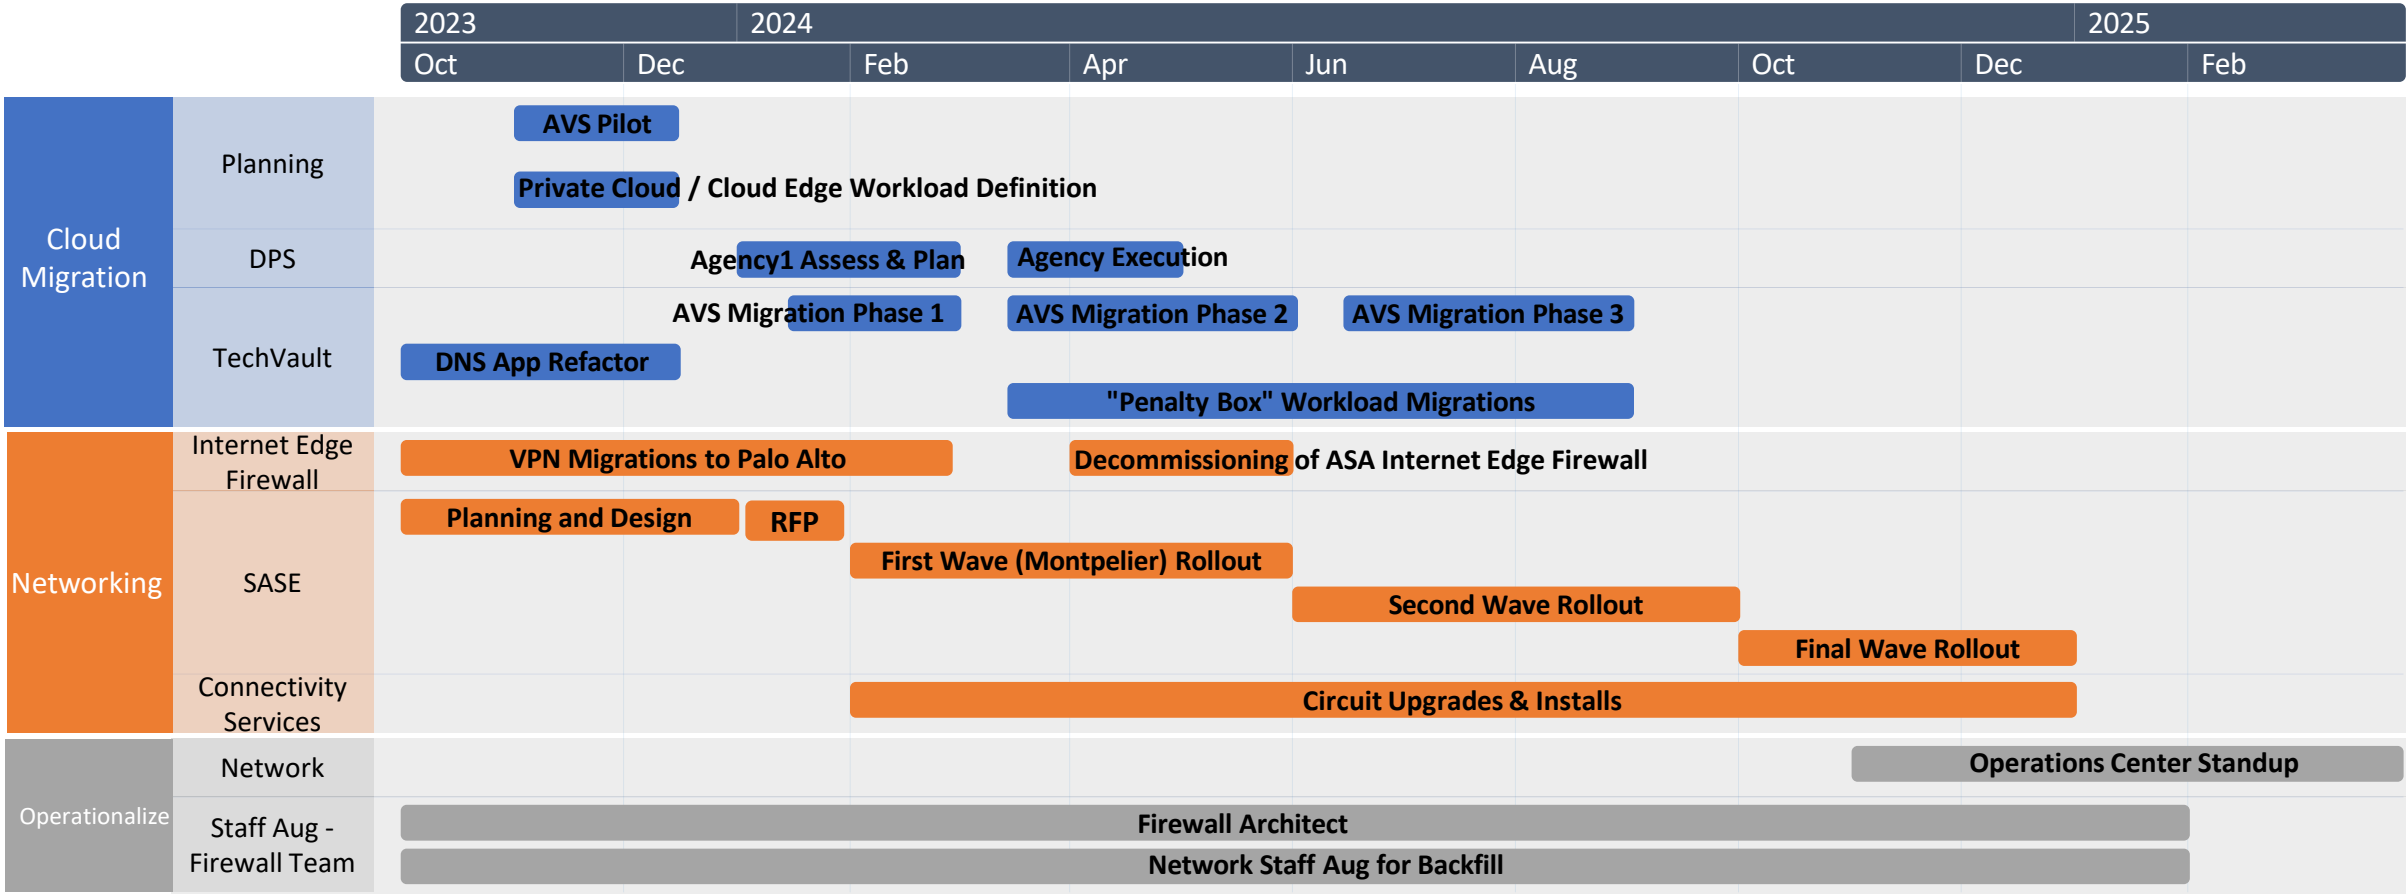 2023 2024 2025
Oct Dec Feb Apr Jun Aug Oct Dec Feb
Cloud
Migration
Planning
AVS Pilot
Private Cloud / Cloud Edge Workload Definition
DPS
Agency1 Assess & Plan Agency Execution
TechVault
AVS Migration Phase 1 AVS Migration Phase 2 AVS Migration Phase 3
DNS App Refactor
"Penalty Box" Workload Migrations
Networking
Internet Edge
Firewall
VPN Migrations to Palo Alto Decommissioning of ASA Internet Edge Firewall
SASE
Planning and Design RFP
First Wave (Montpelier) Rollout
Second Wave Rollout
Final Wave Rollout
Connectivity
Services
Circuit Upgrades & Installs
Operationalize
Network
Operations Center Standup
Staff Aug -
Firewall Team
Firewall Architect
Network Staff Aug for Backfill